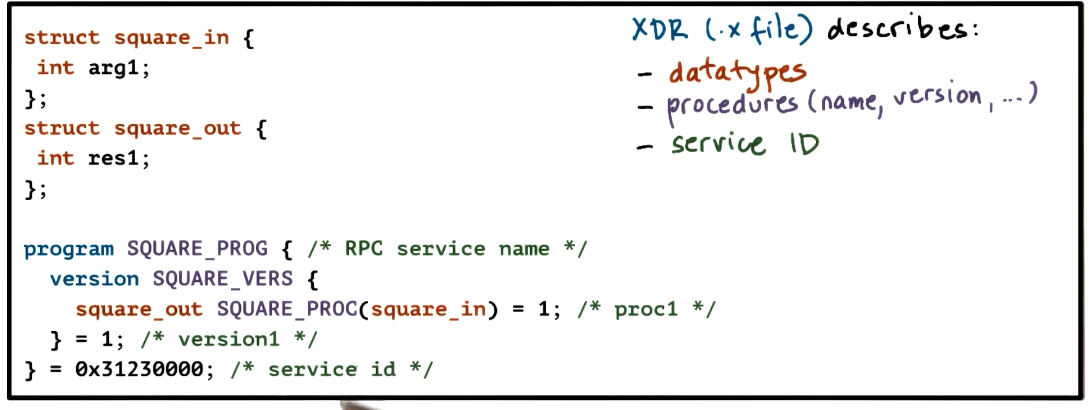 struct square_in {
 int arg1;
};
struct square_out {
 int res1;
};
program SQUARE_PROG { /* RPC service name */
  version SQUARE_VERS {
    square_out SQUARE_PROC(square_in) = 1; /* proc1 */
  } = 1; /* version1 */
} = 0x31230000; /* service id */
XDR (.x file) describes:
- datatypes
- procedures (name, version, ...)
- service ID